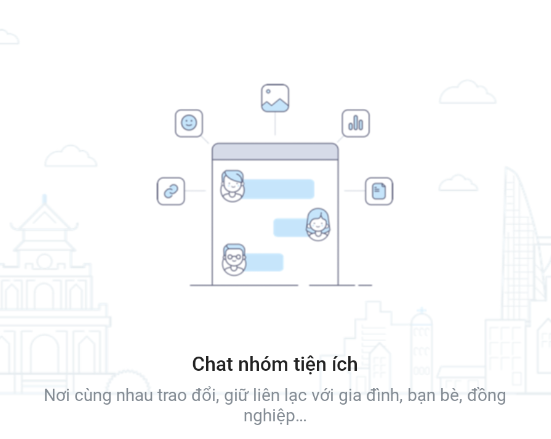 Chat nhóm tiện ích
Nơi cùng nhau trao đổi, giữ liên lạc với gia đình, bạn bè, đồng
nghiệp...